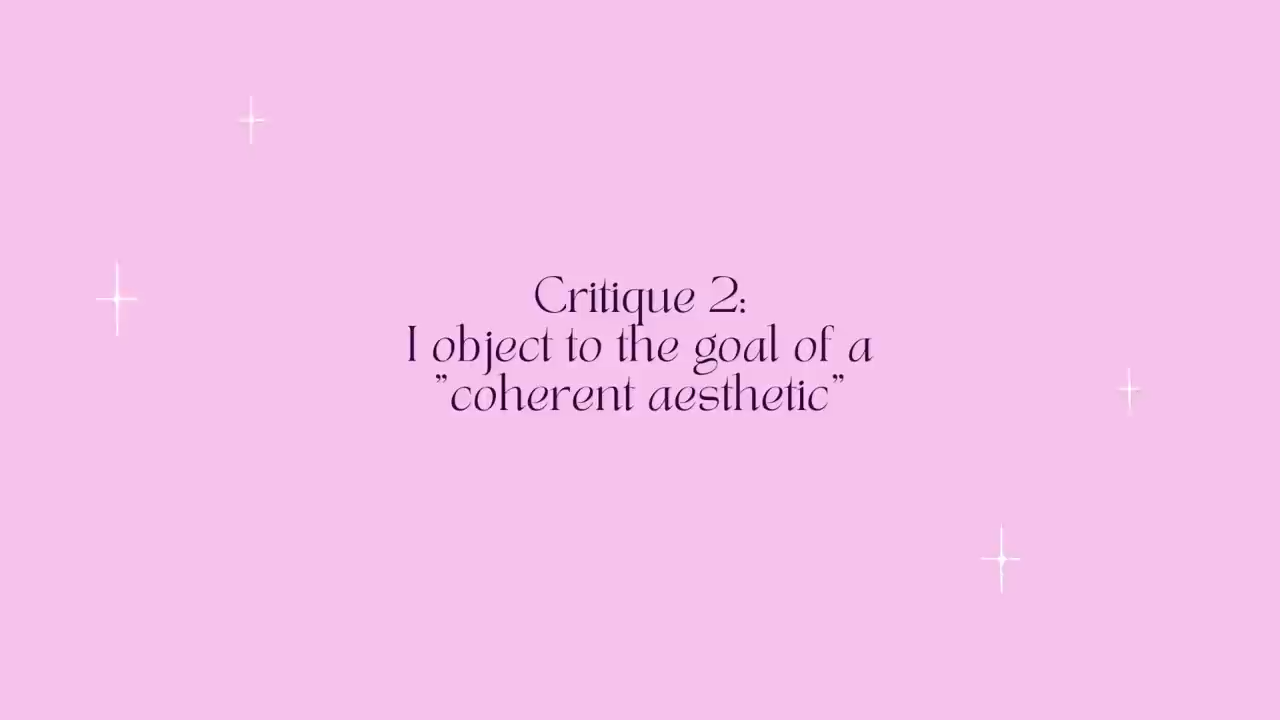 Critique 2:
I object to the goal of a
”coherent aesthetic”